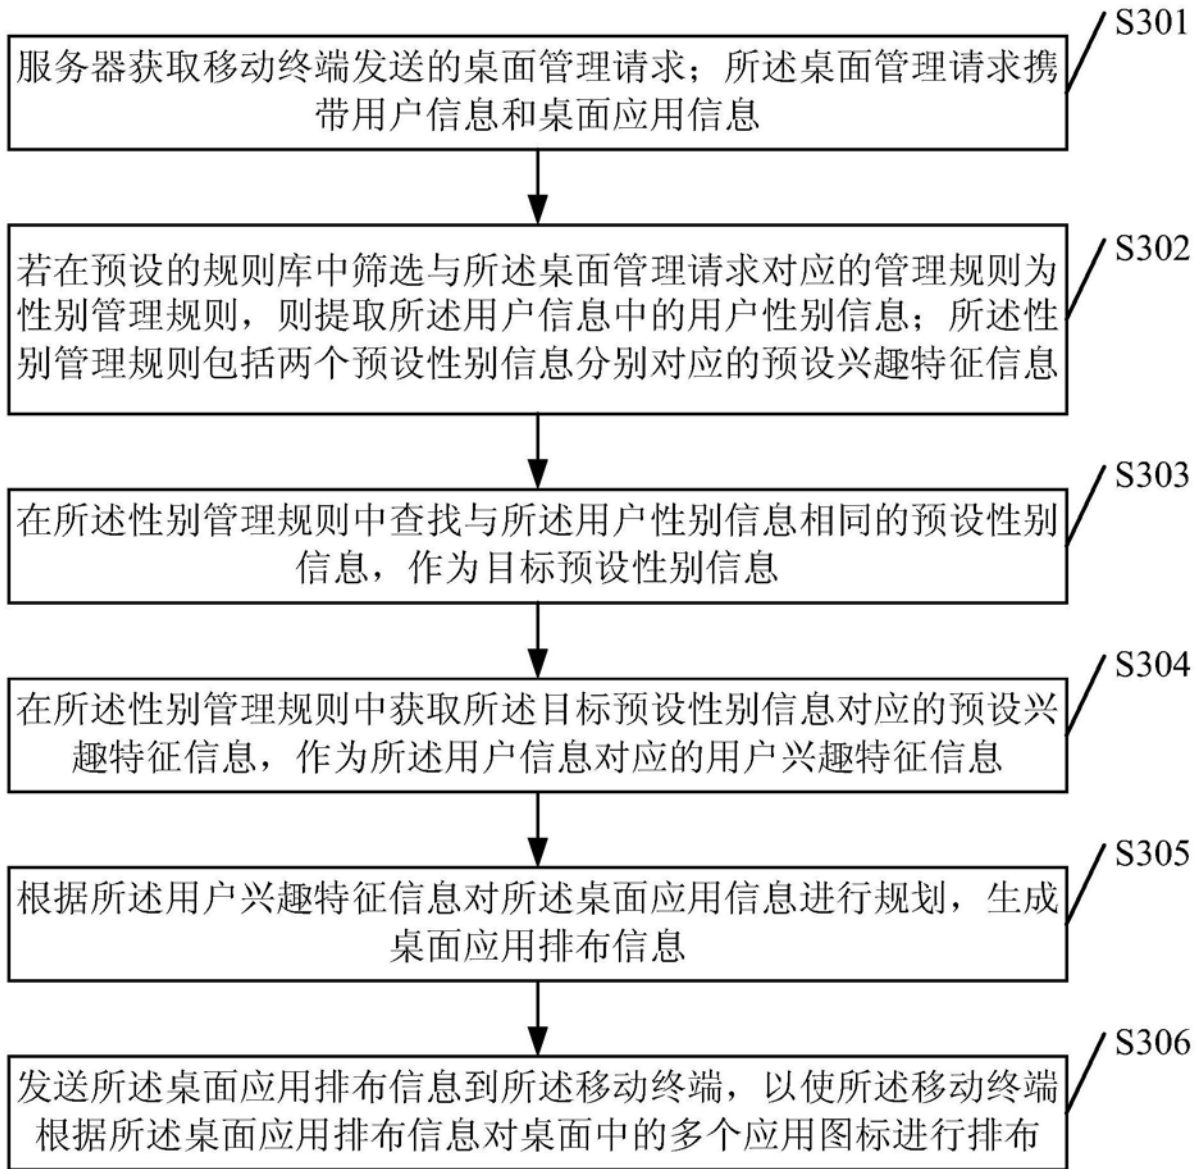 S301
服务器获取移动终端发送的桌面管理请求；所述桌面管理请求携
带用户信息和桌面应用信息
S302
若在预设的规则库中筛选与所述桌面管理请求对应的管理规则为
性别管理规则，则提取所述用户信息中的用户性别信息；所述性
别管理规则包括两个预设性别信息分别对应的预设兴趣特征信息
S303
在所述性别管理规则中查找与所述用户性别信息相同的预设性别
信息，作为目标预设性别信息
S304
在所述性别管理规则中获取所述目标预设性别信息对应的预设兴
趣特征信息，作为所述用户信息对应的用户兴趣特征信息
S305
根据所述用户兴趣特征信息对所述桌面应用信息进行规划，生成
桌面应用排布信息
S306
发送所述桌面应用排布信息到所述移动终端，以使所述移动终端
根据所述桌面应用排布信息对桌面中的多个应用图标进行排布